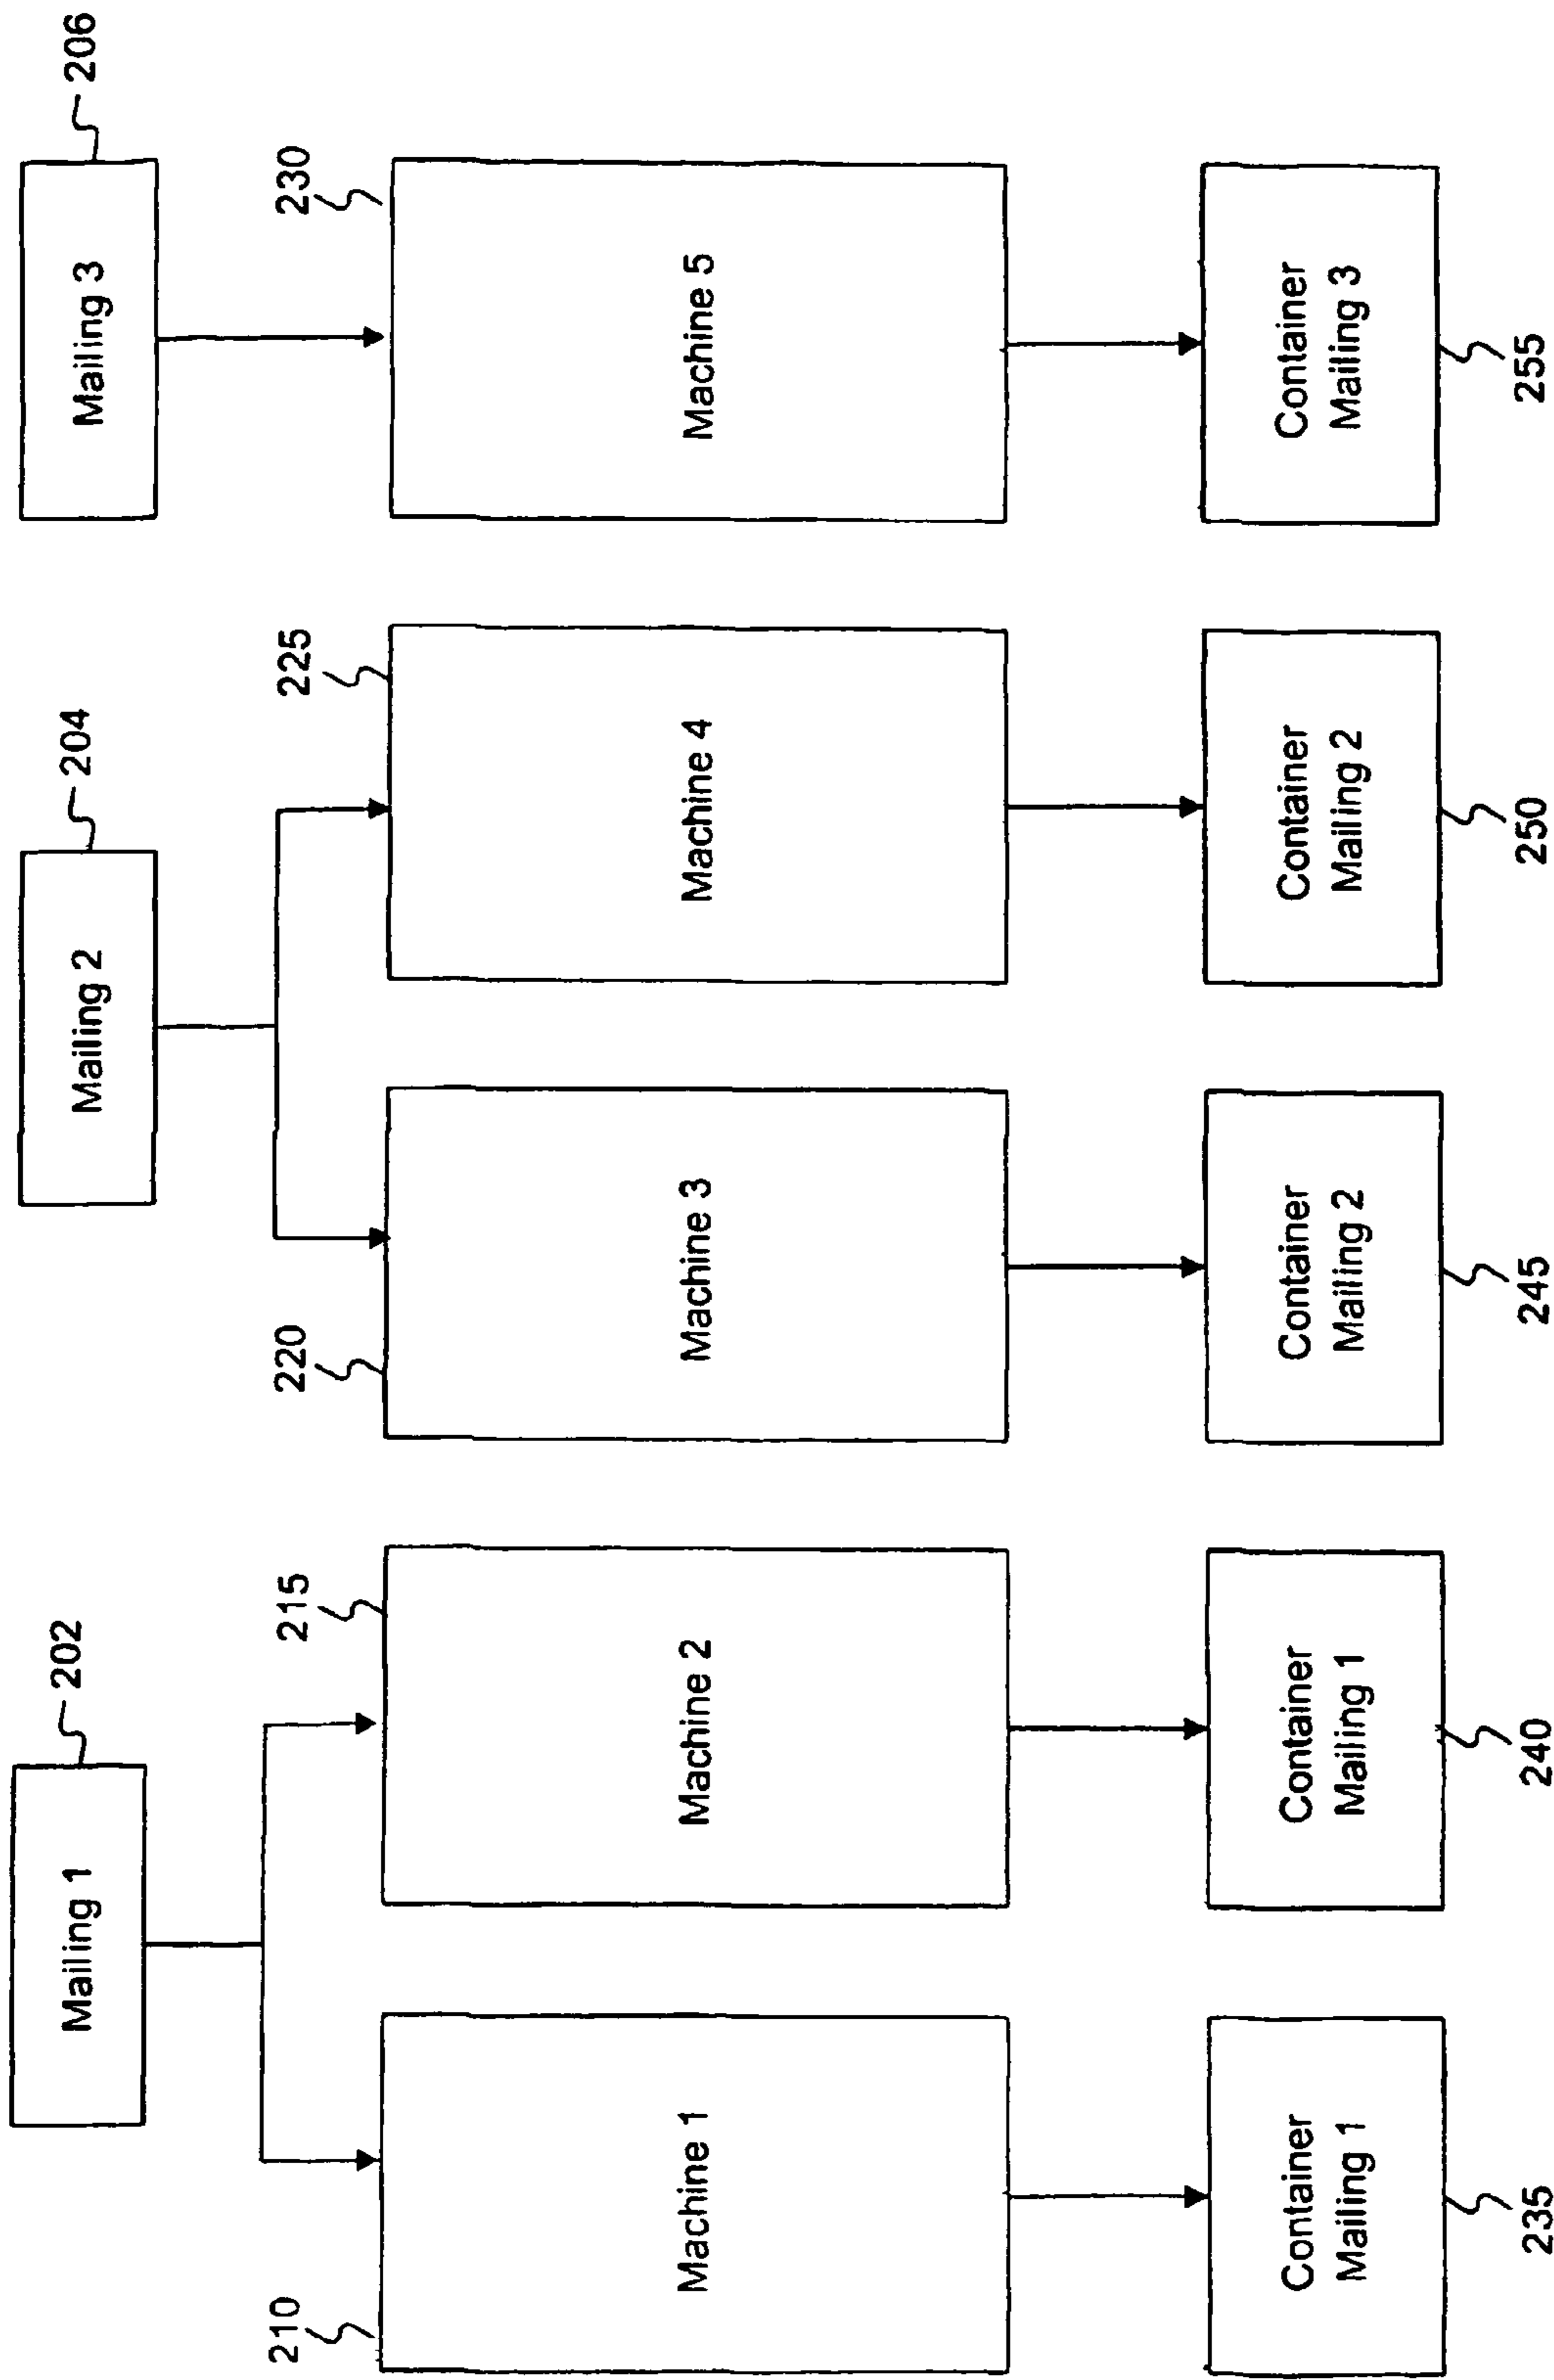 Mailing 1
202
Mailing 2
204
Mailing 3
206
210
215
220
225
230
Machine 1
Machine 2
Machine 3
Machine 4
Machine 5
Container
Mailing 1
Container
Mailing 1
Container
Mailing 2
Container
Mailing 2
Container
Mailing 3
235
240
245
250
255